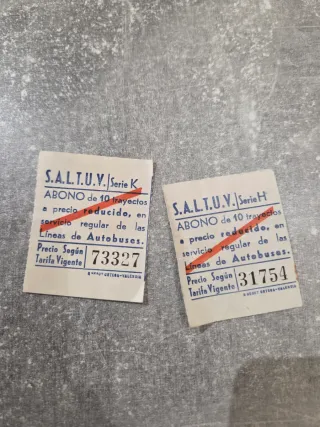 S.A.L.T.U.V. Serie K
ABONO de 10 trayectos
a precio reducido, en
servicio regular de las
Líneas de Autobuses.
Precio Según
Tarifa Vigente
73327
S.A.L.T.U.V. Serie H
ABONO de 10 trayectos
a precio reducido, en
servicio regular de las
Líneas de Autobuses.
Precio Según
Tarifa Vigente
31754